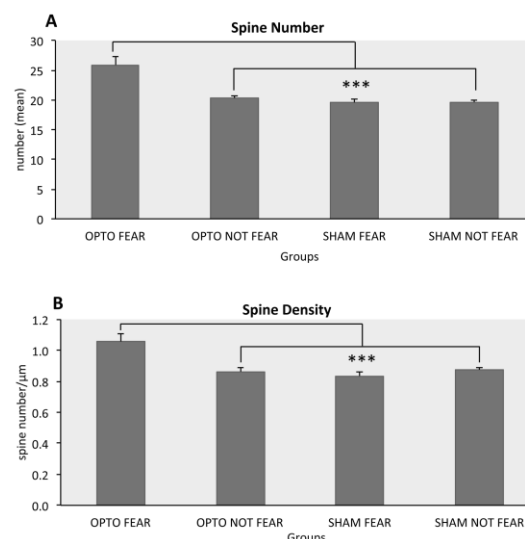 A
Spine Number
30
25
20
15
10
5
0
number (mean)
***
OPTO FEAR OPTO NOT FEAR SHAM FEAR SHAM NOT FEAR
Groups
B
Spine Density
1.2
1.0
0.8
0.6
0.4
0.2
0.0
spine number/µm
***
OPTO FEAR OPTO NOT FEAR SHAM FEAR SHAM NOT FEAR
Groups